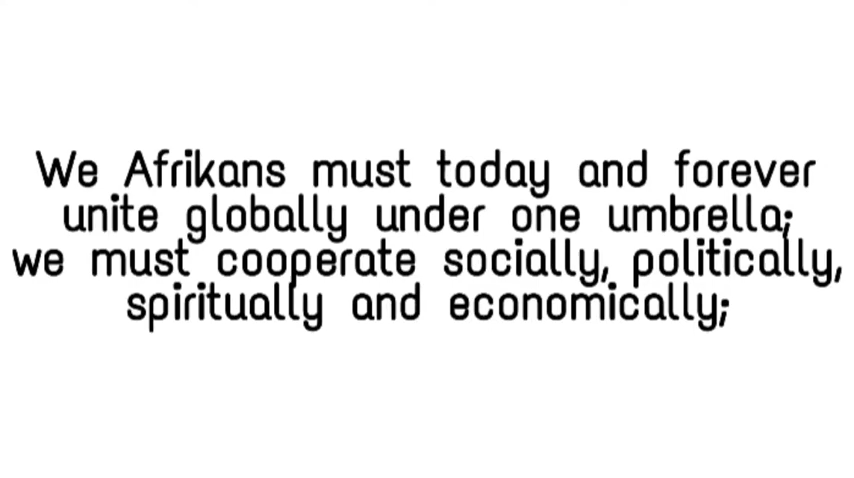 We Afrikans must today and forever
unite globally under one umbrella;
we must cooperate socially, politically,
spiritually and economically;